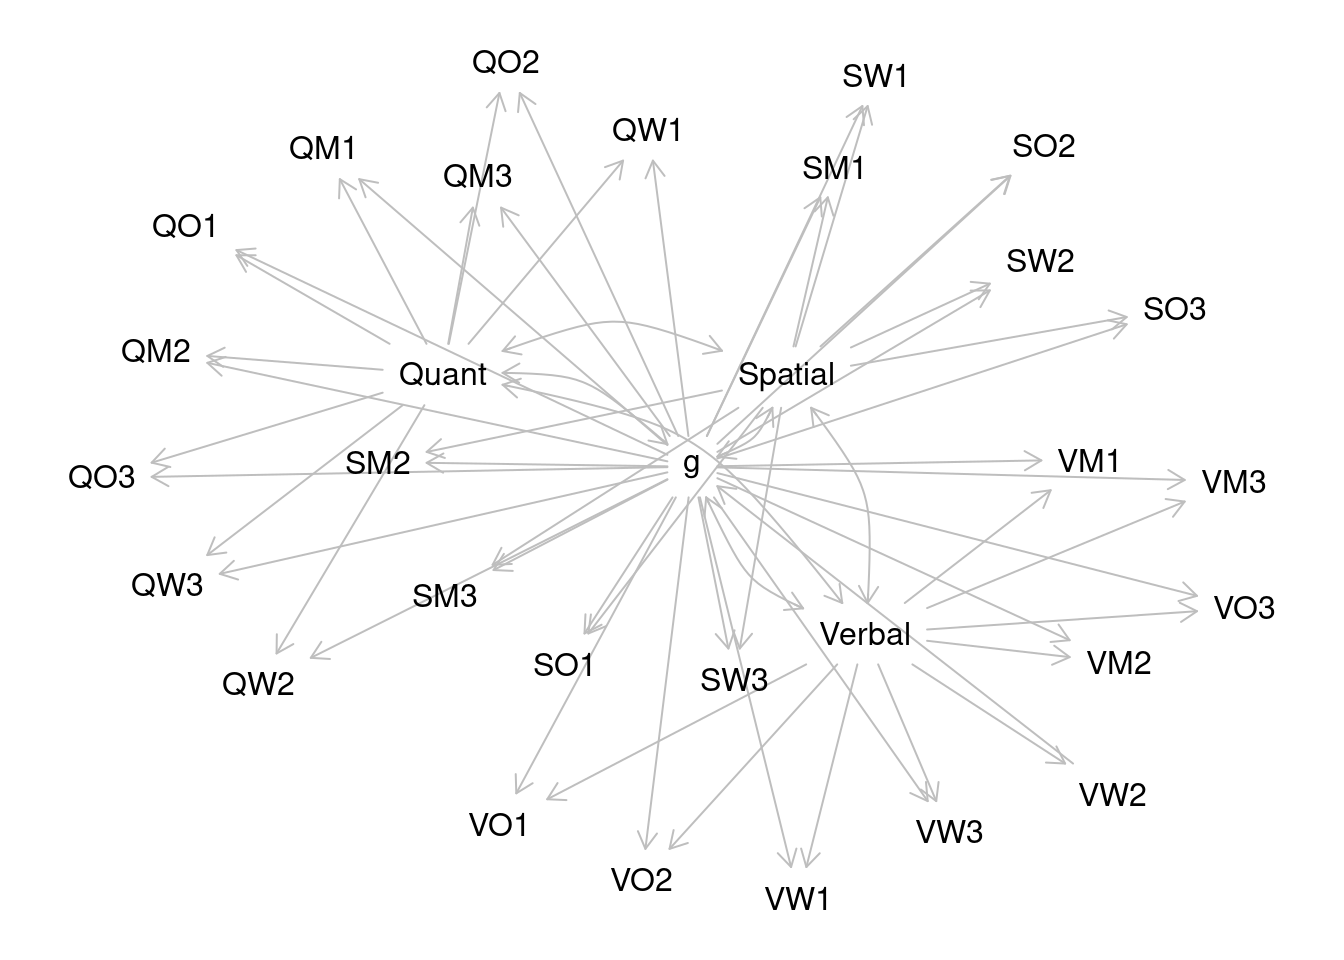 QO2
SW1
QW1
QM1
SO2
SM1
QM3
QO1
SW2
SO3
QM2
Quant
Spatial
VM1
SM2
g
QO3
VM3
QW3
SM3
VO3
Verbal
SO1
VM2
SW3
QW2
VW2
VO1
VW3
VO2
VW1